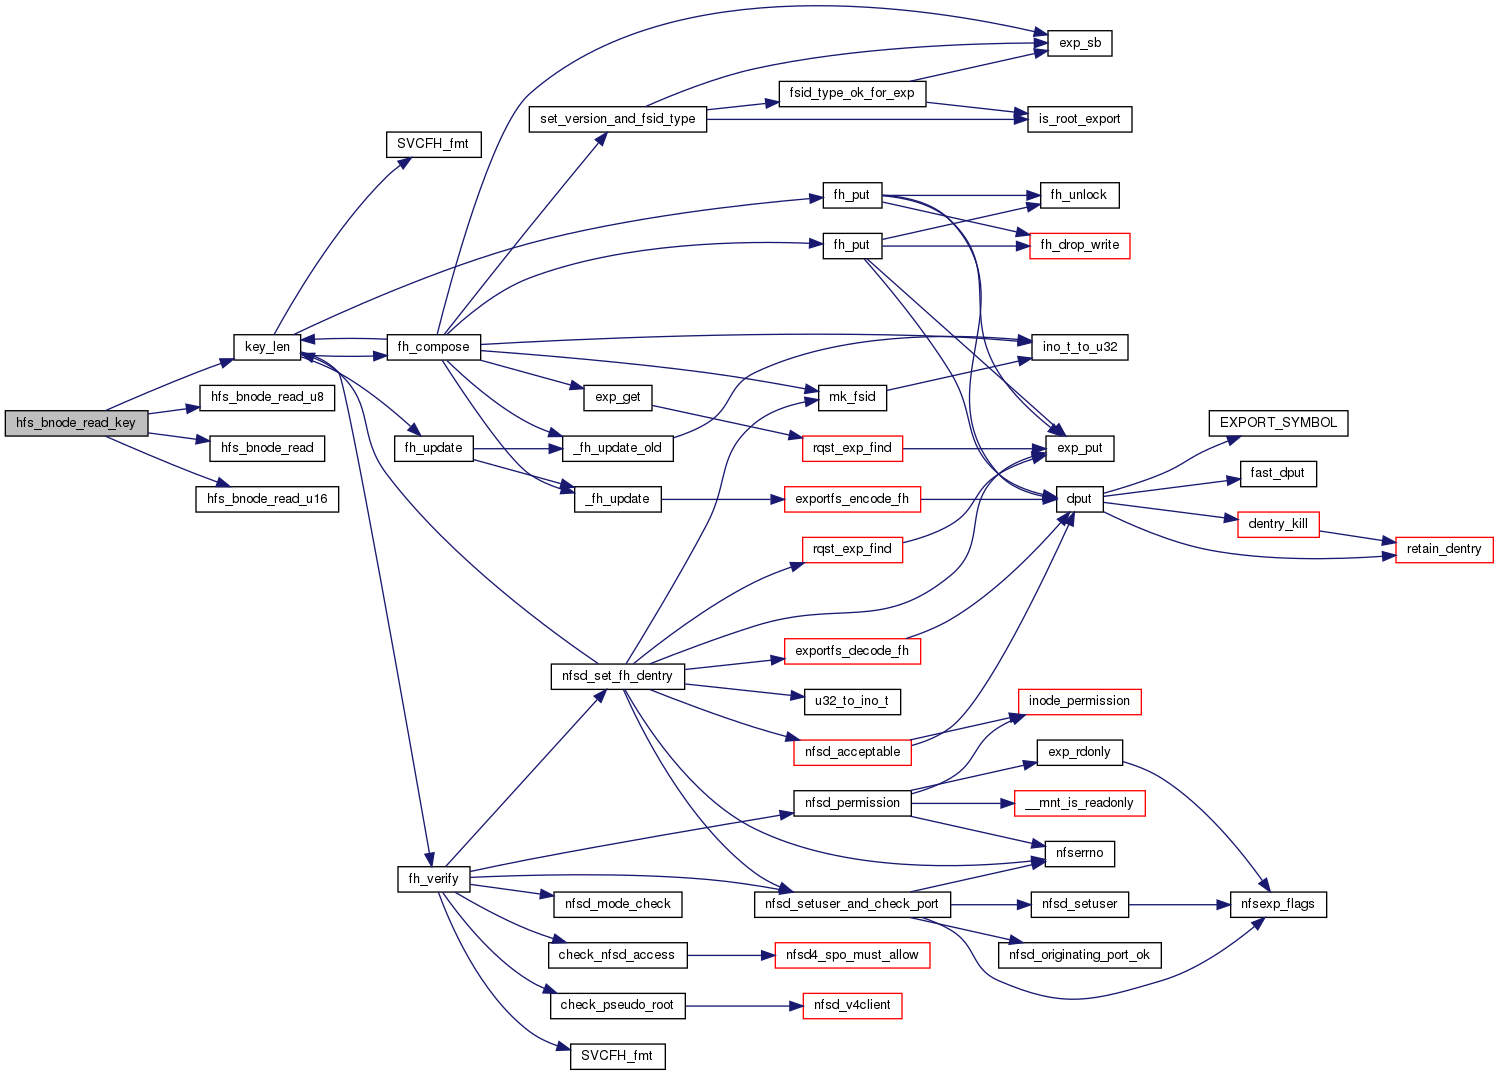 exp_sb
fsid_type_ok_for_exp
set_version_and_fsid_type
is_root_export
SVCFH_fmt
fh_put
fh_unlock
fh_put
fh_drop_write
key_len
fh_compose
ino_t_to_u32
hfs_bnode_read_u8
exp_get
mk_fsid
hfs_bnode_read_key
EXPORT_SYMBOL
hfs_bnode_read
fh_update
_fh_update_old
rqst_exp_find
exp_put
fast_dput
hfs_bnode_read_u16
_fh_update
exportfs_encode_fh
dput
dentry_kill
rqst_exp_find
retain_dentry
exportfs_decode_fh
nfsd_set_fh_dentry
u32_to_ino_t
inode_permission
nfsd_acceptable
exp_rdonly
nfsd_permission
__mnt_is_readonly
nfserrno
fh_verify
nfsd_mode_check
nfsd_setuser_and_check_port
nfsd_setuser
nfsexp_flags
check_nfsd_access
nfsd4_spo_must_allow
nfsd_originating_port_ok
check_pseudo_root
nfsd_v4client
SVCFH_fmt